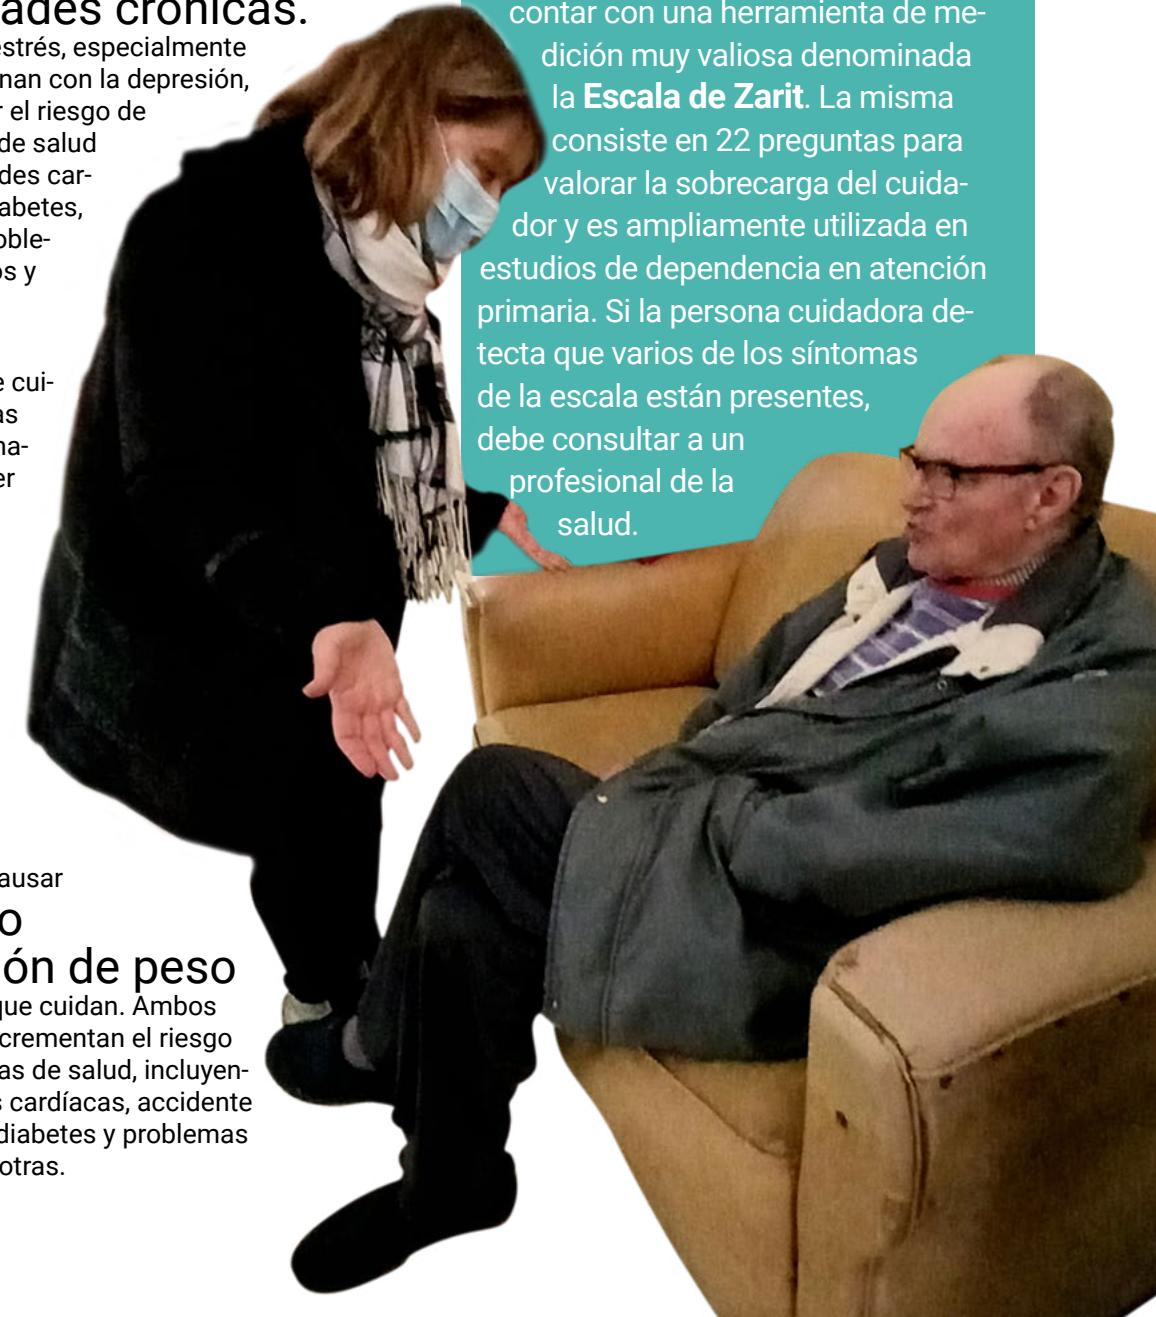 ades crónicas.
estrés, especialmente
nan con la depresión,
r el riesgo de
de salud
des car-
abetes,
oble-
os y
e cui-
as
na-
er
ausar
o
ón de peso
que cuidan. Ambos
crementan el riesgo
as de salud, incluyen-
s cardíacas, accidente
diabetes y problemas
otras.
contar con una herramienta de me-
dición muy valiosa denominada
la Escala de Zarit. La misma
consiste en 22 preguntas para
valorar la sobrecarga del cuida-
dor y es ampliamente utilizada en
estudios de dependencia en atención
primaria. Si la persona cuidadora de-
tecta que varios de los síntomas
de la escala están presentes,
debe consultar a un
profesional de la
salud.